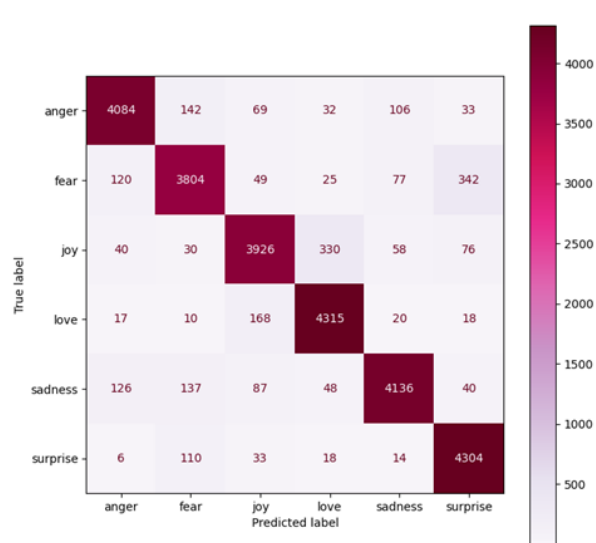 anger 4084 142 69 32 106 33
fear 120 3804 49 25 77 342
joy 40 30 3926 330 58 76
love 17 10 168 4315 20 18
sadness 126 137 87 48 4136 40
surprise 6 110 33 18 14 4304
anger fear joy love sadness surprise
Predicted label
True label
4000
3500
3000
2500
2000
1500
1000
500